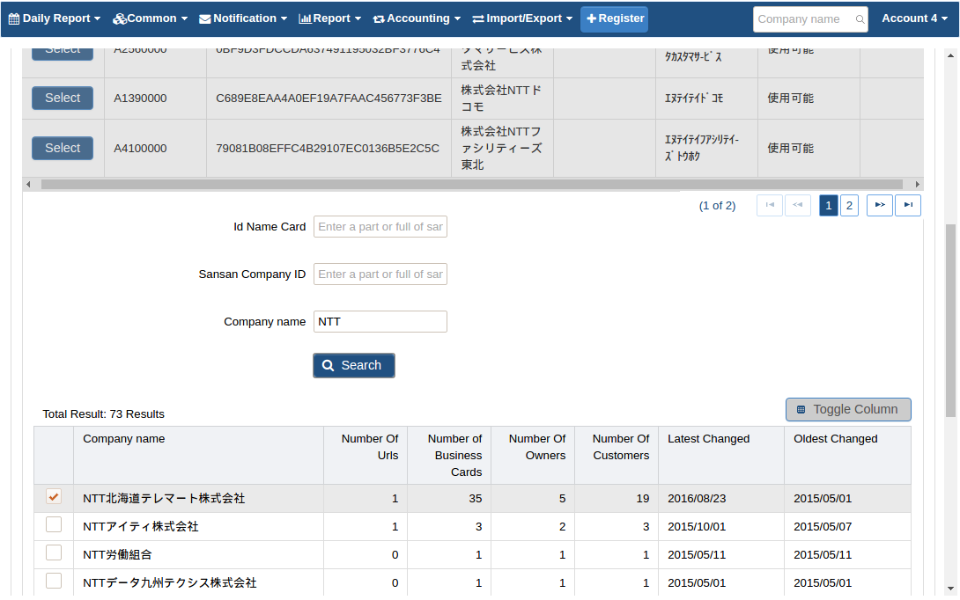 Daily Report Common Notification Report Accounting Import/Export Register Company name Account 4
Select A2560000 タマサービス株 使用可能
式会社 ﾀｶｽﾀﾏｻｰﾋﾞｽ
Select A1390000 C689E8EAA4A0EF19A7FAAC456773F3BE 株式会社NTTド ｴﾇﾃｲﾃｲﾄﾞｺﾓ 使用可能
コモ
株式会社NTTフ
Select A4100000 79081B08EFFC4B29107EC0136B5E2C5C ァシリティーズ ｴﾇﾃｲﾃｲﾌｱｼﾘﾃｲｰ 使用可能
東北 ｽﾞﾄｳﾎｸ
(1 of 2) 1 2
Id Name Card Enter a part or full of sar
Sansan Company ID Enter a part or full of sar
Company name NTT
Search
Total Result: 73 Results Toggle Column
Company name Number Of Number of Number Of Number Of Latest Changed Oldest Changed
Urls Business Owners Customers
Cards
NTT北海道テレマート株式会社 1 35 5 19 2016/08/23 2015/05/01
NTTアイティ株式会社 1 3 2 3 2015/10/01 2015/05/07
NTT労働組合 0 1 1 1 2015/05/11 2015/05/11
NTTデータ九州テクシス株式会社 0 1 1 1 2015/05/01 2015/05/01